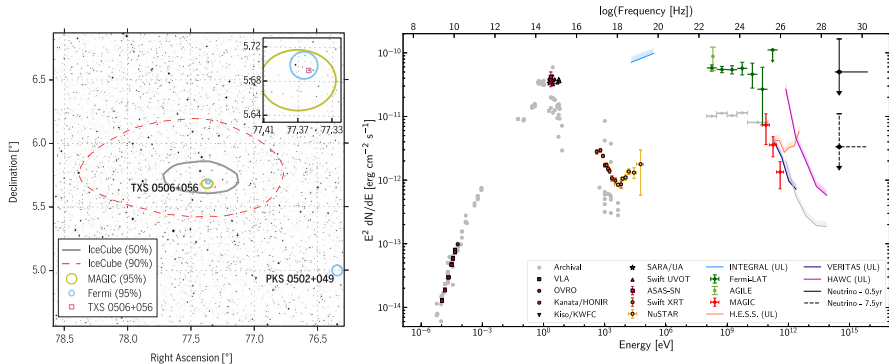 6.5
6.0
5.5
5.0
78.5
78.0
77.5
77.0
76.5
Declination [°]
Right Ascension [°]
5.72
5.68
5.64
77.41
77.37
77.33
TXS 0506+056
PKS 0502+049
IceCube (50%)
IceCube (90%)
MAGIC (95%)
Fermi (95%)
TXS 0506+056
log(Frequency [Hz])
10
12
14
16
18
20
22
24
26
28
30
E² dN/dE [erg cm⁻² s⁻¹]
10⁻¹⁰
10⁻¹¹
10⁻¹²
10⁻¹³
10⁻¹⁴
Archival
VLA
OVRO
Kanata/HONIR
Kiso/KWFC
SARA/UA
Swift UVOT
ASAS-SN
Swift XRT
NuSTAR
INTEGRAL (UL)
Fermi-LAT
AGILE
MAGIC
H.E.S.S. (UL)
VERITAS (UL)
HAWC (UL)
Neutrino - 0.5yr
Neutrino - 7.5yr
10⁻⁶
10⁻³
10⁰
10³
10⁶
10⁹
10¹²
10¹⁵
Energy [eV]